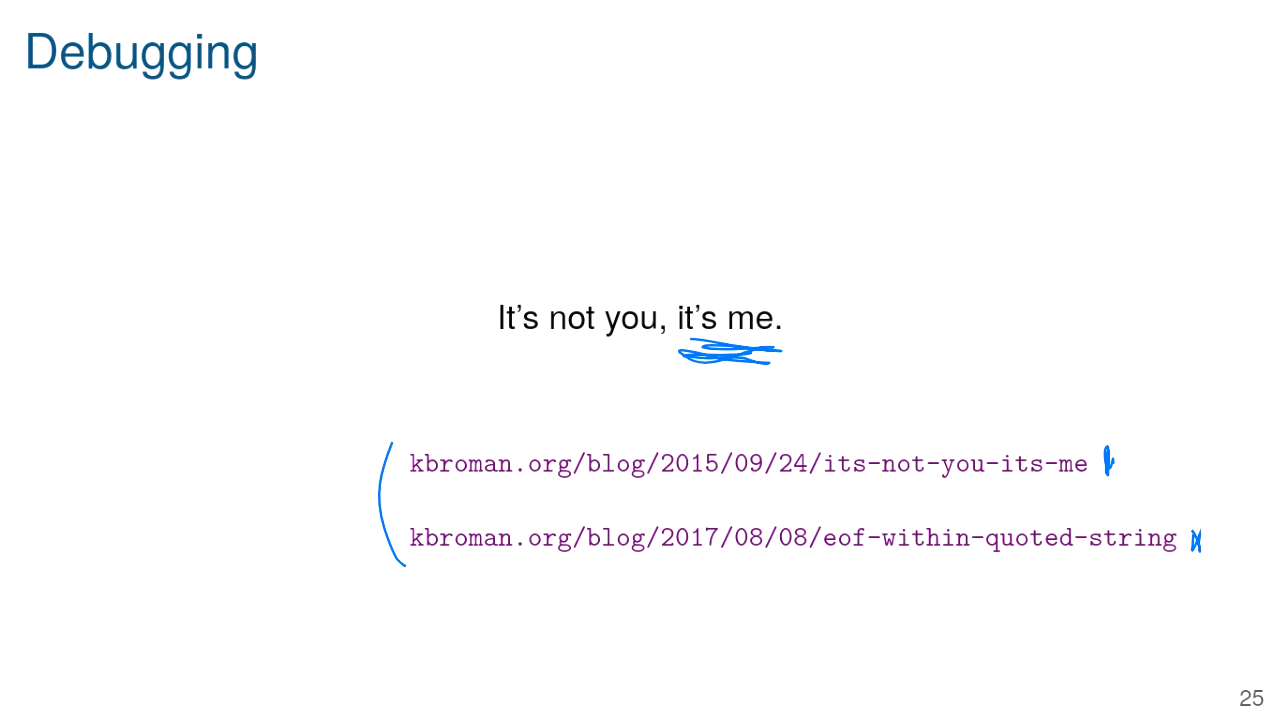 Debugging
It's not you, it's me.
kbroman.org/blog/2015/09/24/its-not-you-its-me
kbroman.org/blog/2017/08/08/eof-within-quoted-string
25